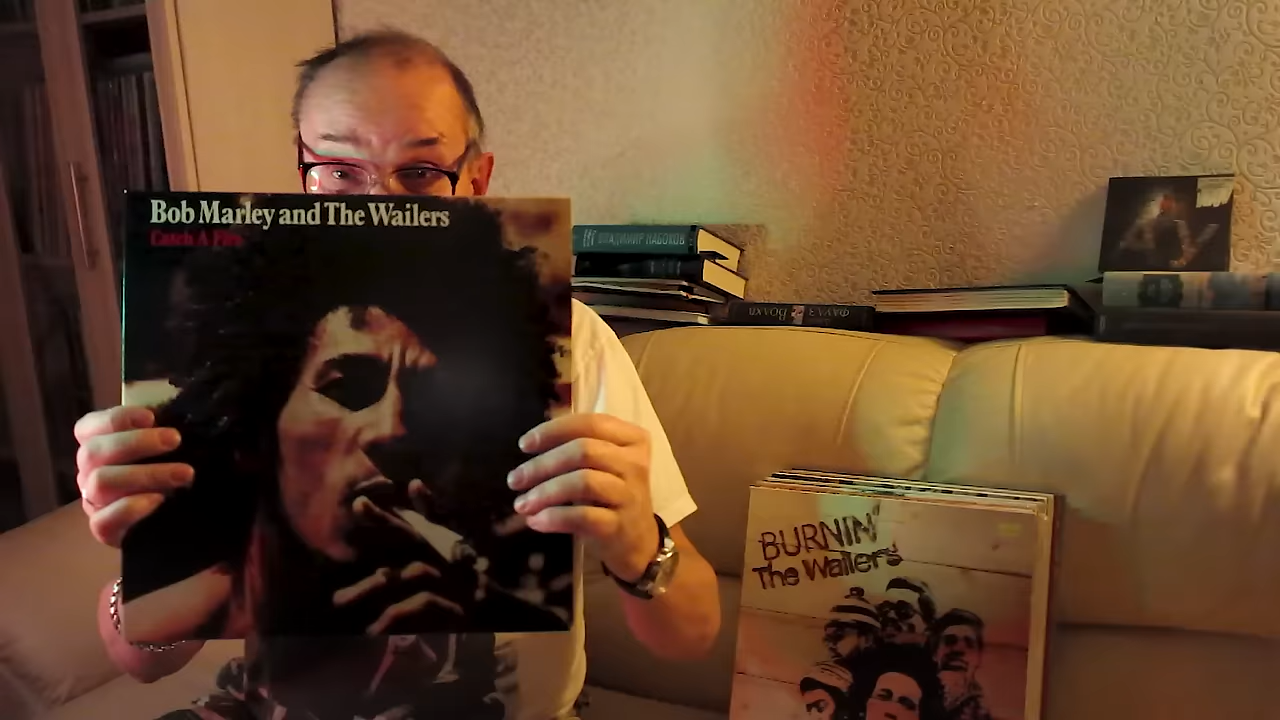 Bob Marley and The Wailers
Catch A Fire
ВЛАДИМИР НАБОКОВ
BURNIN'
The Wailers